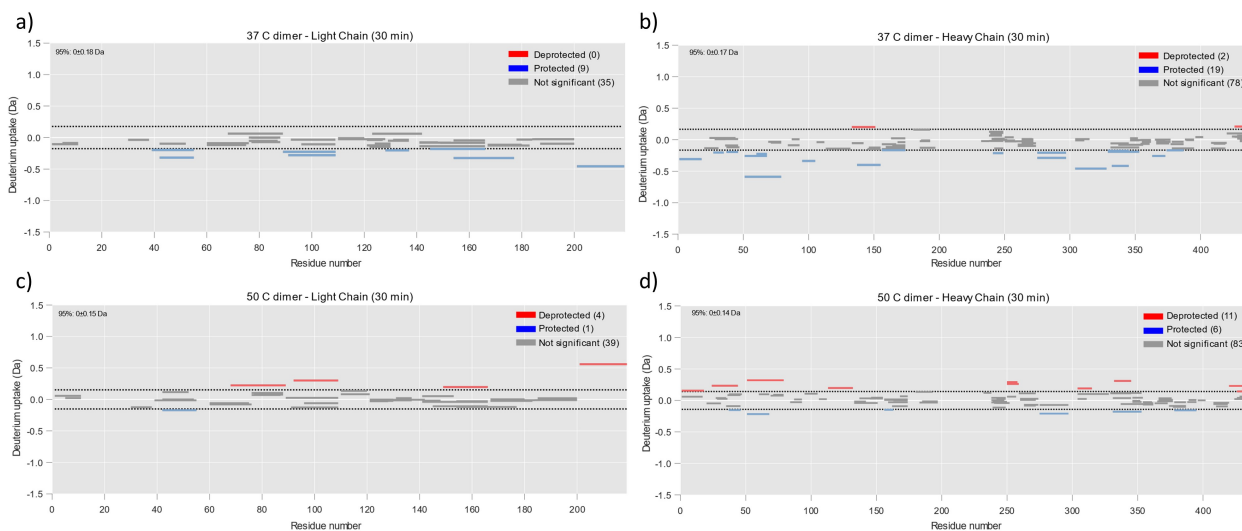 a)
37 C dimer - Light Chain (30 min)
95%: 0±0.18 Da
Deprotected (0)
Protected (9)
Not significant (35)
1.5
1.0
0.5
0.0
-0.5
-1.0
-1.5
Deuterium uptake (Da)
0 20 40 60 80 100 120 140 160 180 200
Residue number
b)
37 C dimer - Heavy Chain (30 min)
95%: 0±0.17 Da
Deprotected (2)
Protected (19)
Not significant (78)
1.5
1.0
0.5
0.0
-0.5
-1.0
-1.5
Deuterium uptake (Da)
0 50 100 150 200 250 300 350 400
Residue number
c)
50 C dimer - Light Chain (30 min)
95%: 0±0.15 Da
Deprotected (4)
Protected (1)
Not significant (39)
1.5
1.0
0.5
0.0
-0.5
-1.0
-1.5
Deuterium uptake (Da)
0 20 40 60 80 100 120 140 160 180 200
Residue number
d)
50 C dimer - Heavy Chain (30 min)
95%: 0±0.14 Da
Deprotected (11)
Protected (6)
Not significant (83
1.5
1.0
0.5
0.0
-0.5
-1.0
-1.5
Deuterium uptake (Da)
0 50 100 150 200 250 300 350 400
Residue number